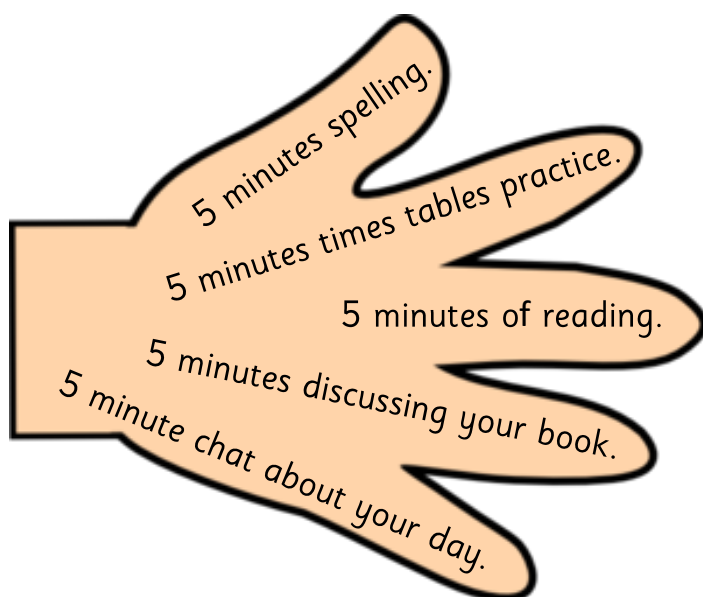 5 minutes spelling.
5 minutes times tables practice.
5 minutes of reading.
5 minutes discussing your book.
5 minute chat about your day.